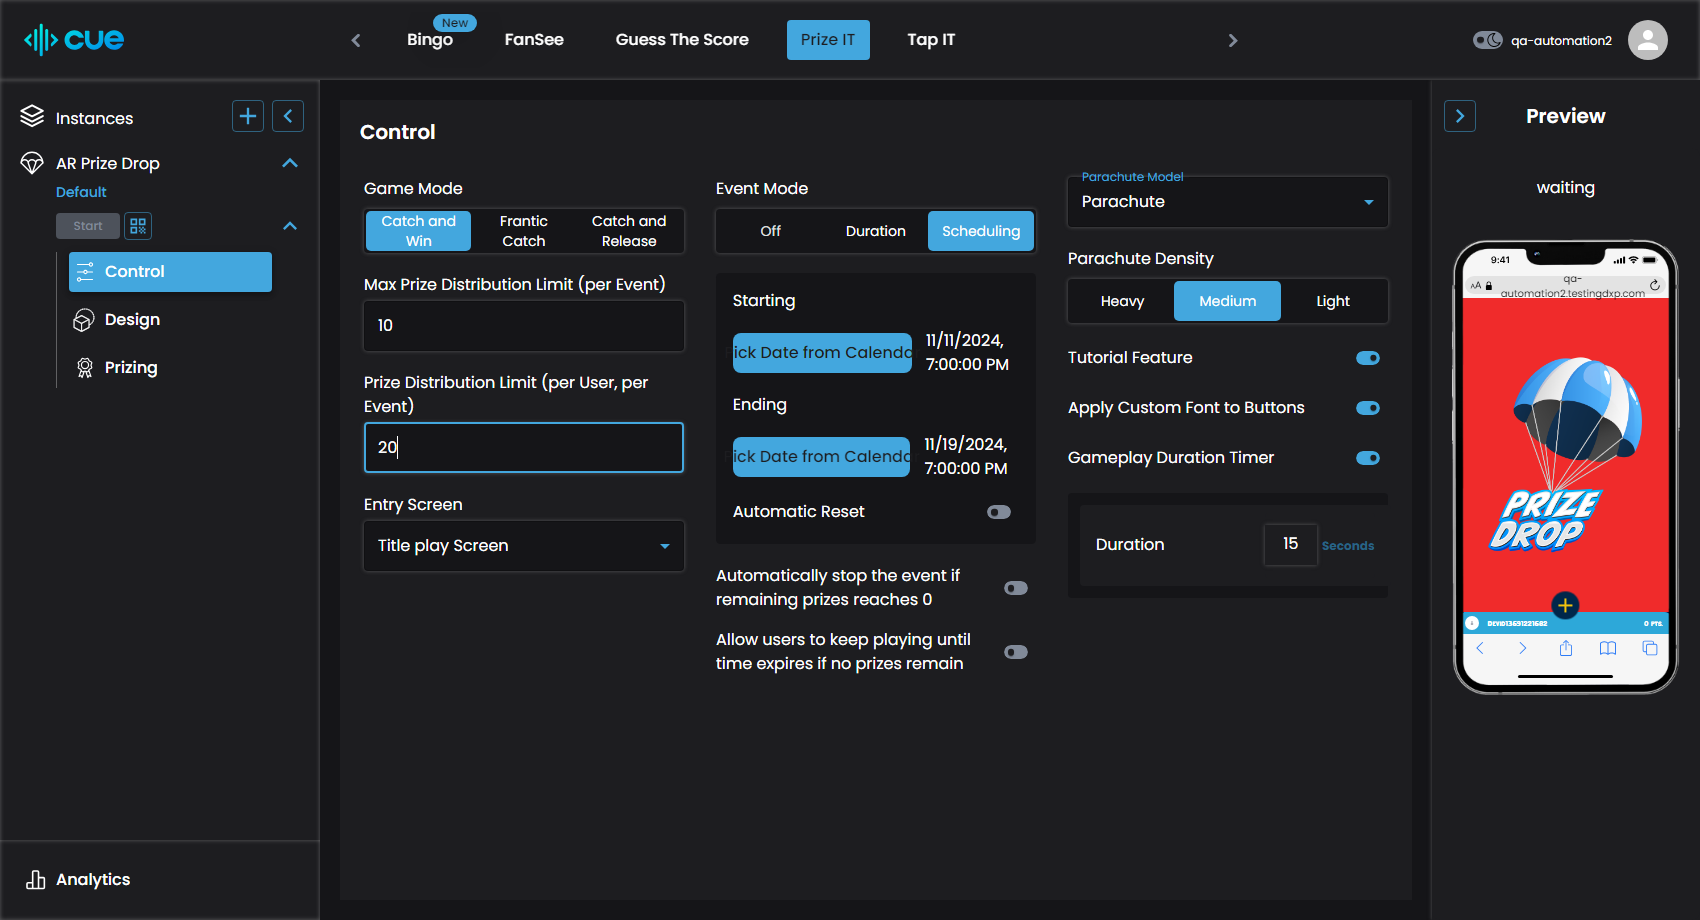 cue
New
Bingo
FanSee
Guess The Score
Prize IT
Tap IT
qa-automation2
Instances
AR Prize Drop
Default
Start
Control
Design
Prizing
Analytics
Control
Game Mode
Catch and
Win
Frantic
Catch
Catch and
Release
Max Prize Distribution Limit (per Event)
10
Prize Distribution Limit (per User, per
Event)
20
Entry Screen
Title play Screen
Event Mode
Off
Duration
Scheduling
Starting
ick Date from Calenda
11/11/2024,
7:00:00 PM
Ending
ick Date from Calenda
11/19/2024,
7:00:00 PM
Automatic Reset
Automatically stop the event if
remaining prizes reaches 0
Allow users to keep playing until
time expires if no prizes remain
Parachute Model
Parachute
Parachute Density
Heavy
Medium
Light
Tutorial Feature
Apply Custom Font to Buttons
Gameplay Duration Timer
Duration
15
Seconds
Preview
waiting
9:41
AA
qa-
automation2.testingdxp.com
PRIZE
DROP
0 PTS.